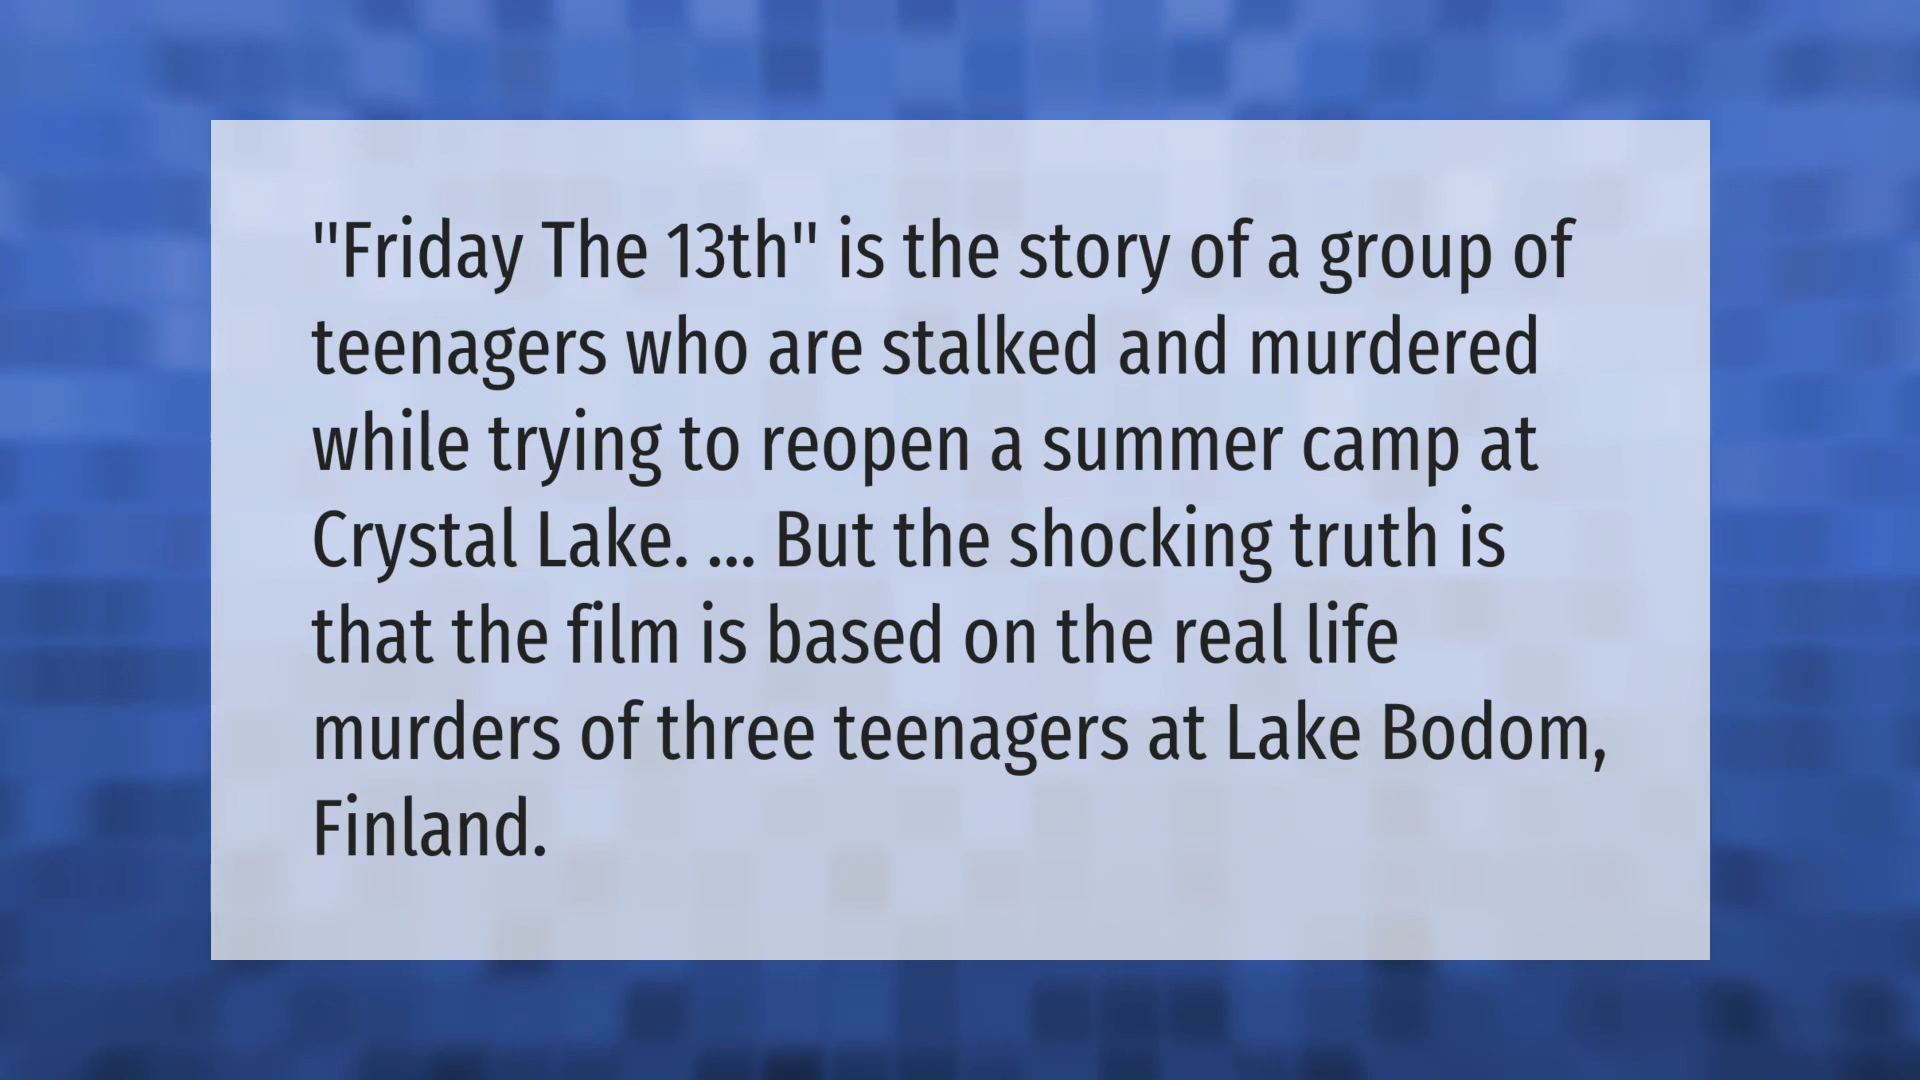 "Friday The 13th" is the story of a group of
teenagers who are stalked and murdered
while trying to reopen a summer camp at
Crystal Lake. ... But the shocking truth is
that the film is based on the real life
murders of three teenagers at Lake Bodom,
Finland.